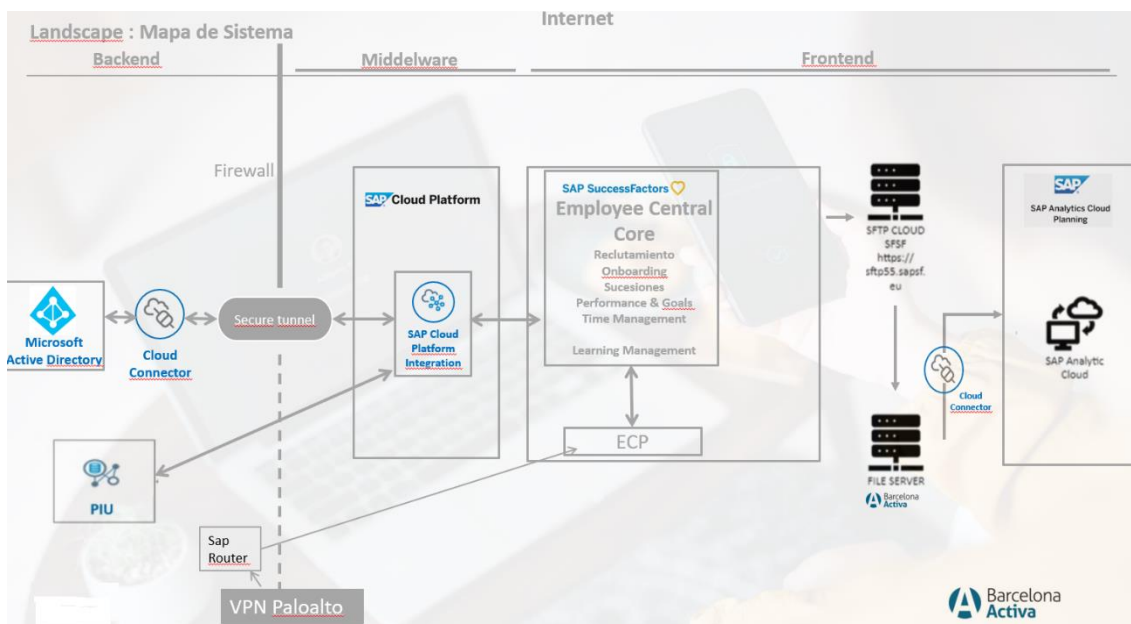 Internet
Landscape : Mapa de Sistema
Backend
Middelware
Frontend
Firewall
SAP Cloud Platform
SAP SuccessFactors
Employee Central
Core
Reclutamiento
Onboarding
Sucesiones
Performance & Goals
Time Management
Learning Management
SFTP CLOUD
SFSF
https://
sftp55.sapsf.
eu
SAP
SAP Analytics Cloud
Planning
Microsoft
Active Directory
Cloud
Connector
Secure tunnel
SAP Cloud
Platform
Integration
Cloud
Connector
SAP Analytic
Cloud
ECP
FILE SERVER
Barcelona
Activa
PIU
Sap
Router
VPN Paloalto
Barcelona
Activa